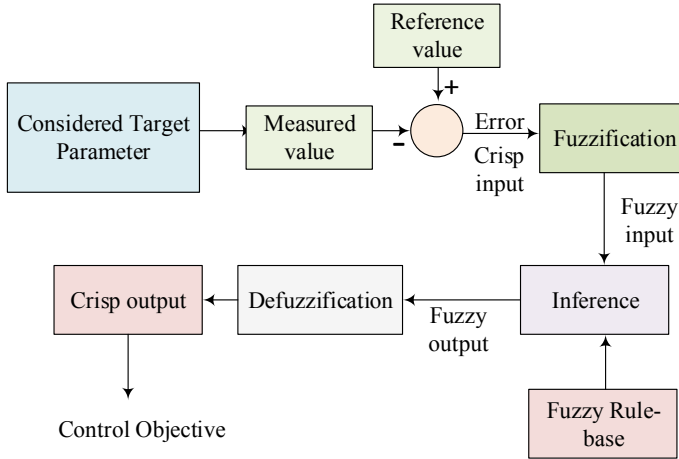 Reference
value
+
Considered Target
Parameter
Measured
value
-
Error
Crisp
input
Fuzzification
Fuzzy
input
Crisp output
Defuzzification
Fuzzy
output
Inference
Control Objective
Fuzzy Rule-
base